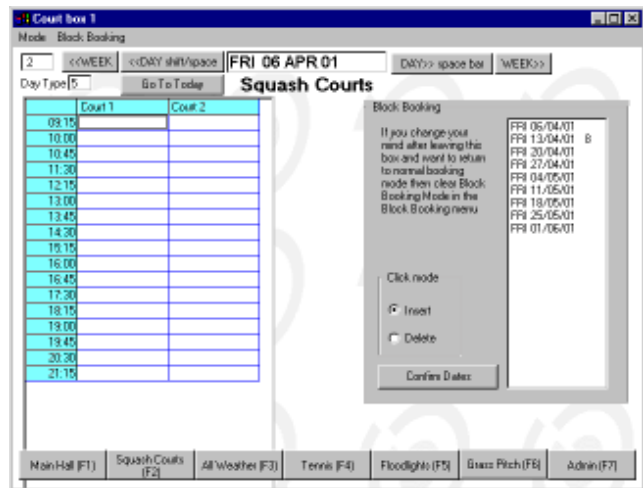 Court box 1
Mode Block Booking
2 <<WEEK <<DAY shift/space FRI 06 APR 01 DAY>> space bar WEEK>>
Day Type 5 Go To Today Squash Courts
Court 1 Court 2
09:15
10:00
10:45
11:30
12:15
13:00
13:45
14:30
15:15
16:00
16:45
17:30
18:15
19:00
19:45
20:30
21:15
Block Booking
If you change your
mind after leaving this
box and want to return
to normal booking
mode then clear Block
Booking Mode in the
Block Booking menu
FRI 06/04/01
FRI 13/04/01 B
FRI 20/04/01
FRI 27/04/01
FRI 04/05/01
FRI 11/05/01
FRI 18/05/01
FRI 25/05/01
FRI 01/06/01
Click mode
Insert
Delete
Confirm Dates
Main Hall (F1) Squash Courts (F2) All Weather (F3) Tennis (F4) Floodlights (F5) Grass Pitch (F6) Admin (F7)